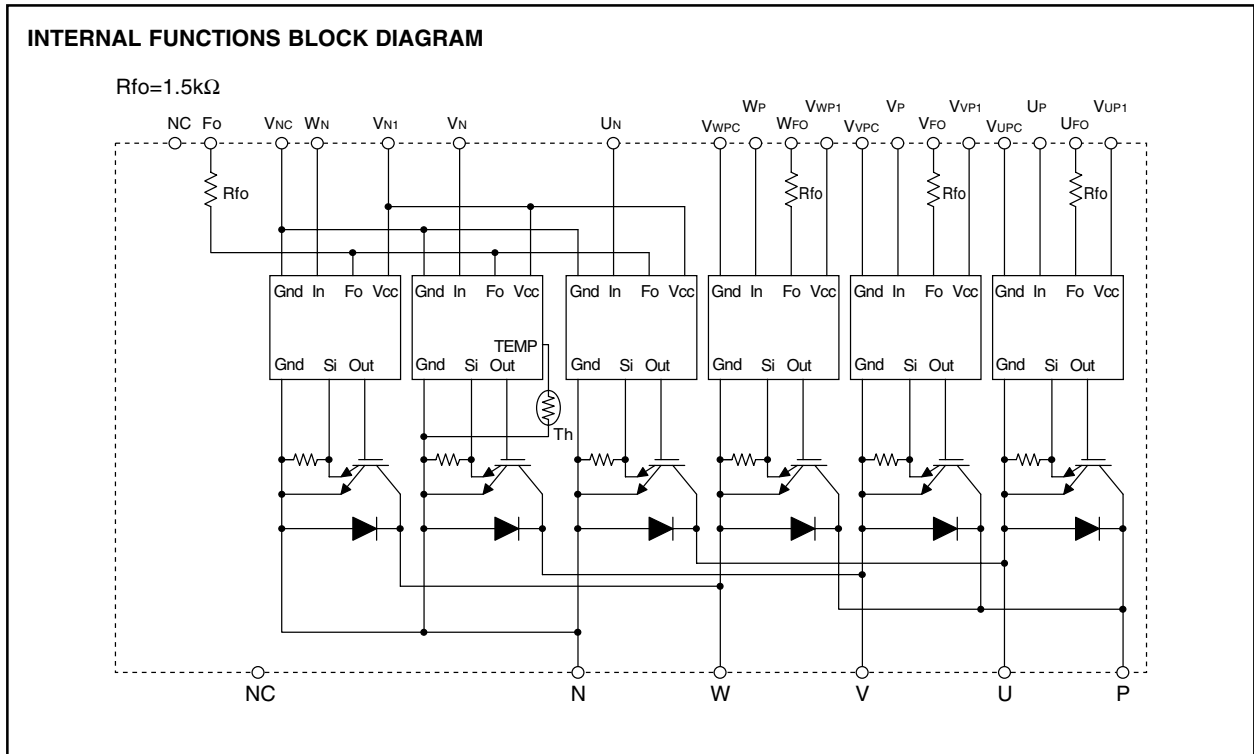 INTERNAL FUNCTIONS BLOCK DIAGRAM
Rfo=1.5kΩ
NC Fo VNC WN VN1 VN UN VWPC WP WFO VWP1 VVPC VP VFO VVP1 VUPC UP UFO VUP1
Rfo Rfo Rfo Rfo
Gnd In Fo Vcc Gnd In Fo Vcc Gnd In Fo Vcc Gnd In Fo Vcc Gnd In Fo Vcc Gnd In Fo Vcc
TEMP
Gnd Si Out Gnd Si Out Gnd Si Out Gnd Si Out Gnd Si Out Gnd Si Out
Th
NC N W V U P